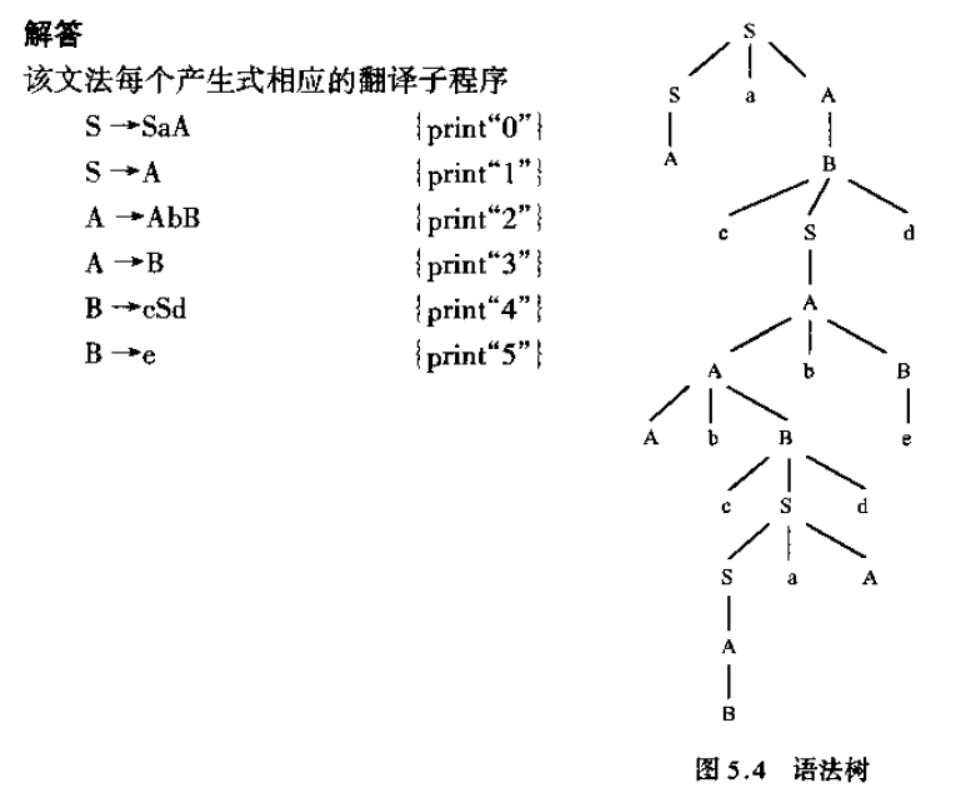 解答
该文法每个产生式相应的翻译子程序
S→SaA {print“0”}
S→A {print“1”}
A→AbB {print“2”}
A→B {print“3”}
B→cSd {print“4”}
B→e {print“5”}
S
S a A
A B
c S d
A
A b B
A b B e
c S d
S a A
A
B
图5.4 语法树